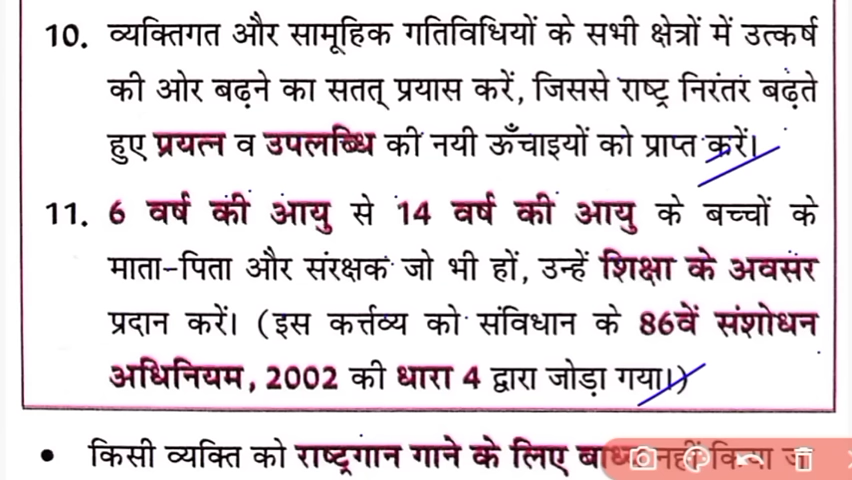 10. व्यक्तिगत और सामूहिक गतिविधियों के सभी क्षेत्रों में उत्कर्ष
की ओर बढ़ने का सतत् प्रयास करें, जिससे राष्ट्र निरंतर बढ़ते
हुए प्रयत्न व उपलब्धि की नयी ऊँचाइयों को प्राप्त करें।
11. 6 वर्ष की आयु से 14 वर्ष की आयु के बच्चों के
माता-पिता और संरक्षक जो भी हों, उन्हें शिक्षा के अवसर
प्रदान करें। (इस कर्त्तव्य को संविधान के 86वें संशोधन
अधिनियम, 2002 की धारा 4 द्वारा जोड़ा गया।)
• किसी व्यक्ति को राष्ट्रगान गाने के लिए बाध्य नहीं किया जा